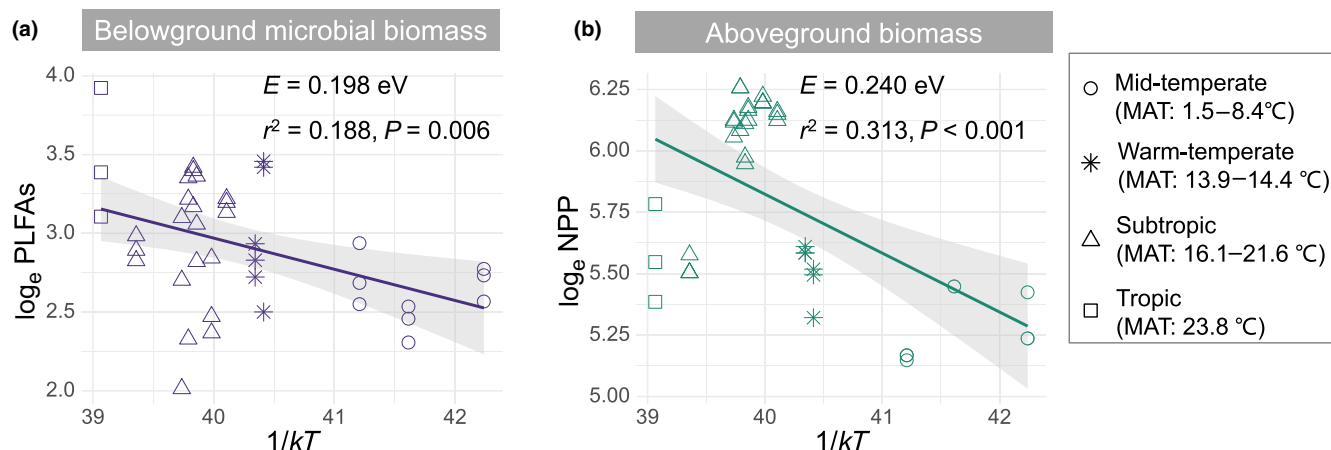 (a)
Belowground microbial biomass
E = 0.198 eV
r² = 0.188, P = 0.006
logₑ PLFAs
4.0
3.5
3.0
2.5
2.0
39
40
41
42
1/kT
(b)
Aboveground biomass
E = 0.240 eV
r² = 0.313, P < 0.001
logₑ NPP
6.25
6.00
5.75
5.50
5.25
5.00
39
40
41
42
1/kT
Mid-temperate
(MAT: 1.5–8.4℃)
Warm-temperate
(MAT: 13.9–14.4 ℃)
Subtropic
(MAT: 16.1–21.6 ℃)
Tropic
(MAT: 23.8 ℃)